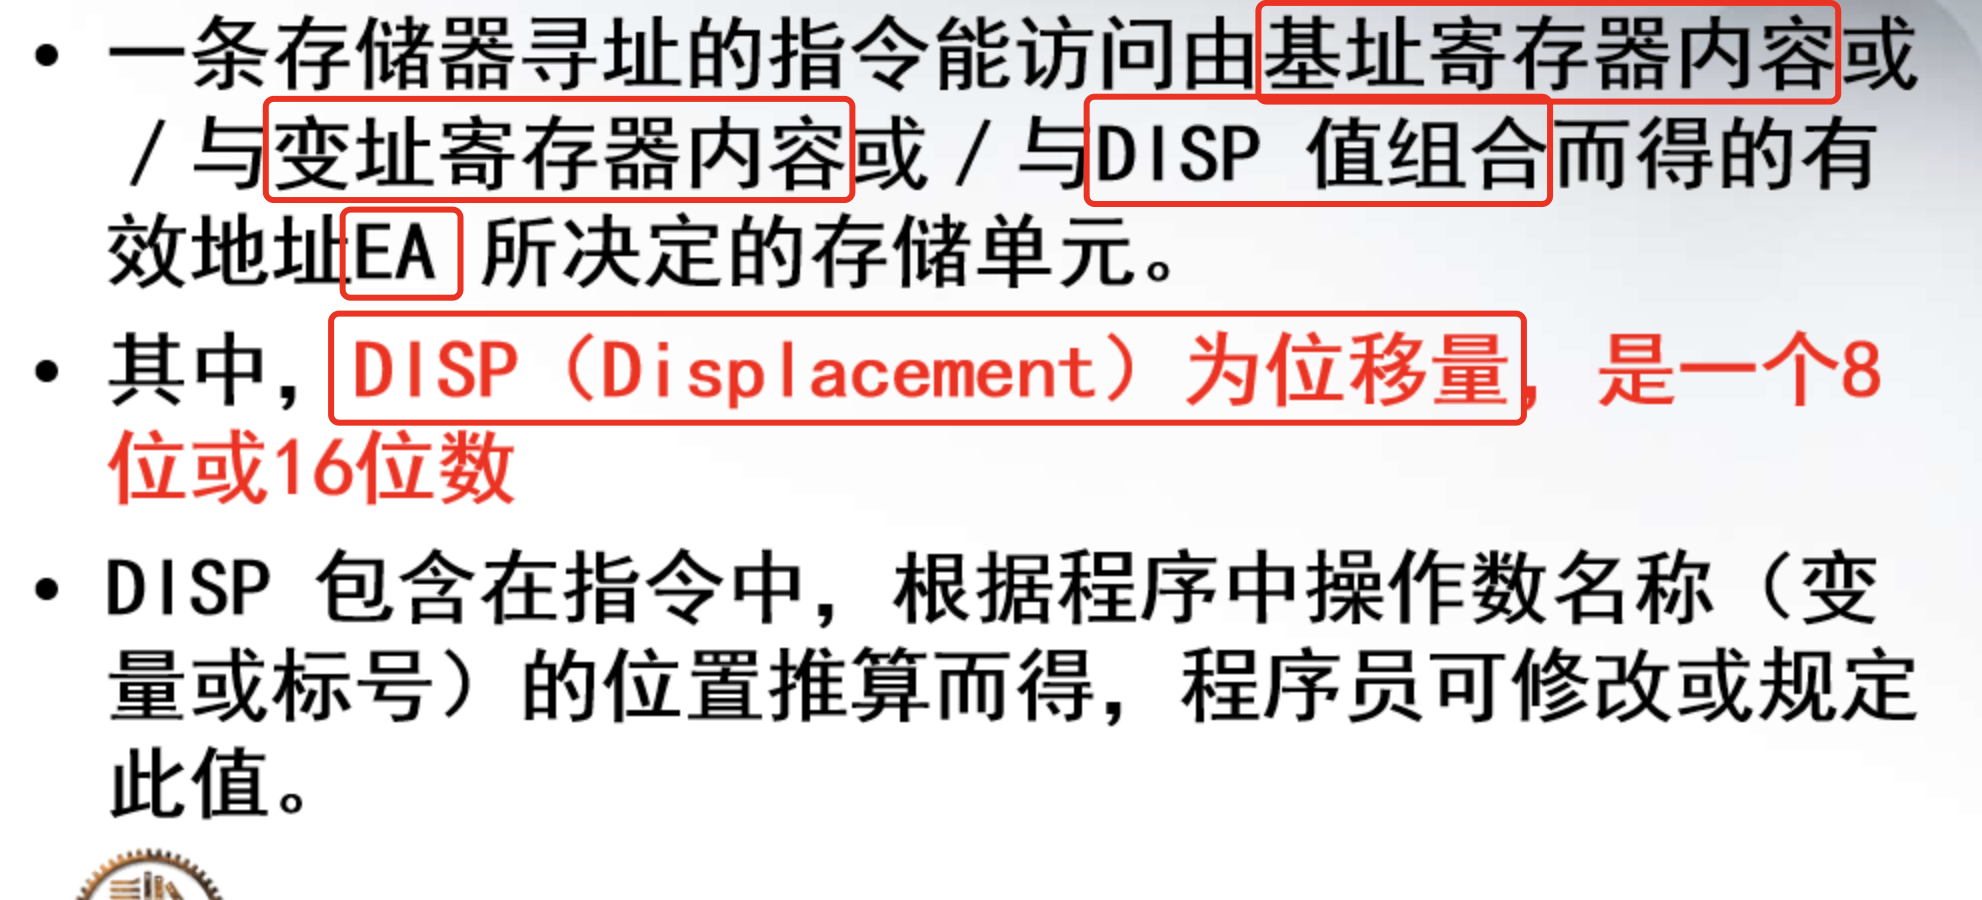 • 一条存储器寻址的指令能访问由基址寄存器内容或
/与变址寄存器内容或/与DISP 值组合而得的有
效地址EA 所决定的存储单元。
• 其中，DISP（Displacement）为位移量，是一个8
位或16位数
• DISP 包含在指令中，根据程序中操作数名称（变
量或标号）的位置推算而得，程序员可修改或规定
此值。